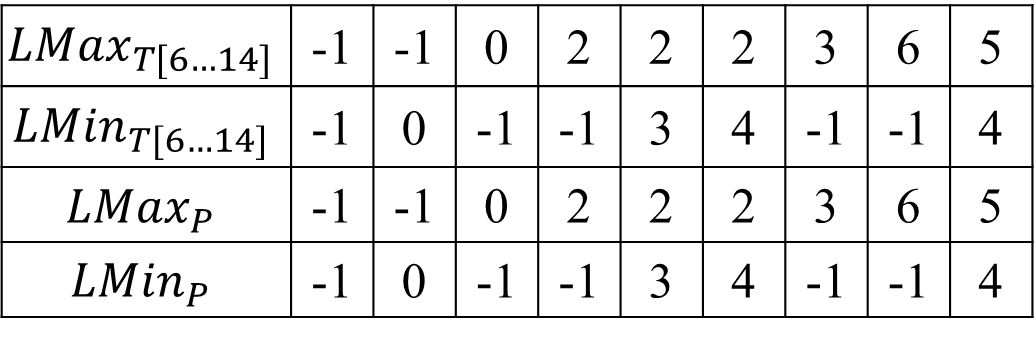 LMax_T[6…14] -1 -1 0 2 2 2 3 6 5
LMin_T[6…14] -1 0 -1 -1 3 4 -1 -1 4
LMax_P -1 -1 0 2 2 2 3 6 5
LMin_P -1 0 -1 -1 3 4 -1 -1 4